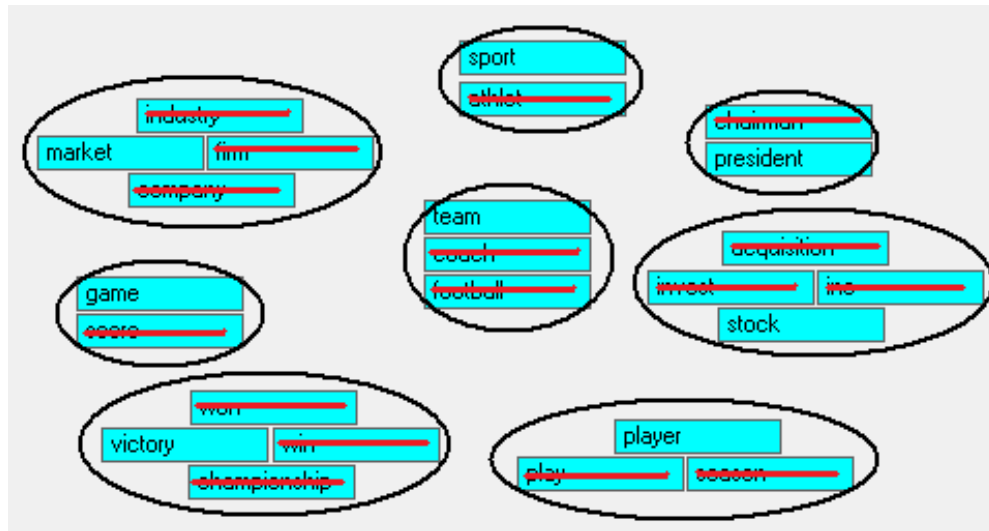 sport
athlet
industry
market firm
company
chairman
president
team
coach
football
acquisition
invest inc
stock
game
score
won
victory win
championship
player
play season